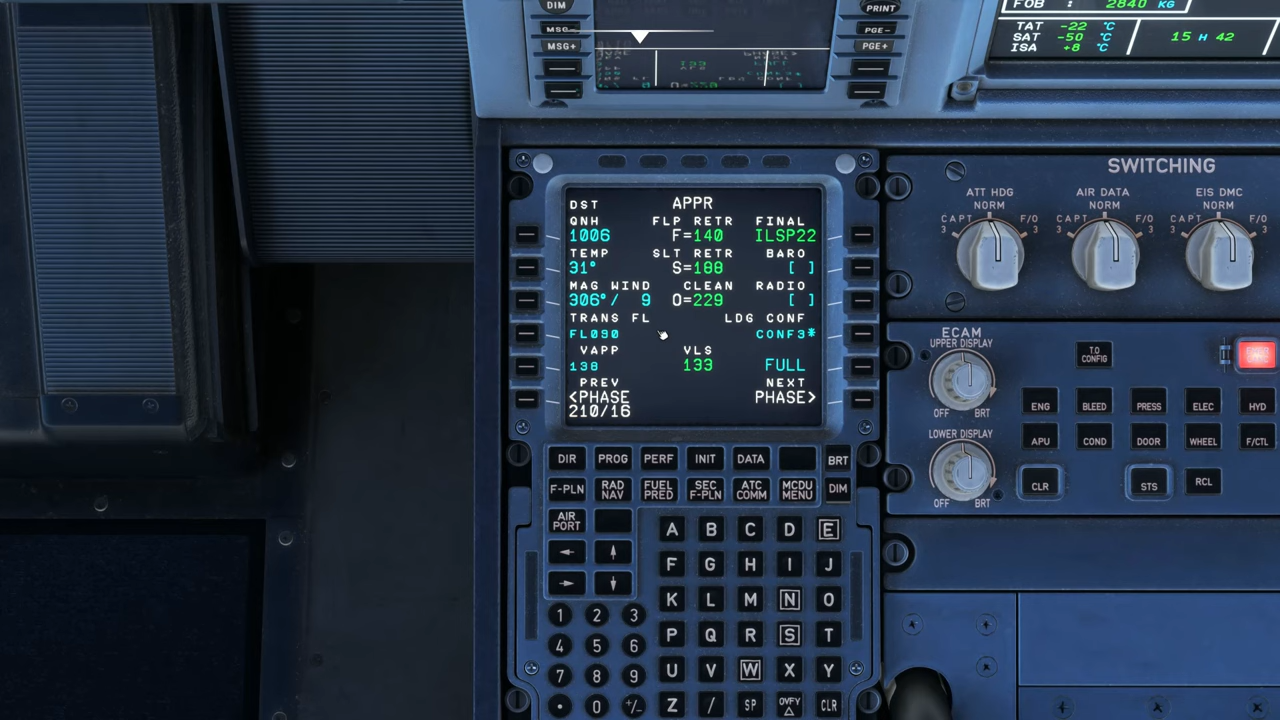 DIM
PRINT
MSG-
PGE-
MSG+
PGE+
FOB : 2840 KG
TAT -22 °C
SAT -50 °C
ISA +8 °C
15 H 42
DST APPR
QNH FLP RETR FINAL
1006 F=140 ILSP22
TEMP SLT RETR BARO
31° S=188 [ ]
MAG WIND CLEAN RADIO
306°/ 9 O=229 [ ]
TRANS FL LDG CONF
FL090 CONF3*
VAPP VLS
138 133 FULL
PREV NEXT
<PHASE PHASE>
210/16
DIR PROG PERF INIT DATA BRT
F-PLN RAD NAV FUEL PRED SEC F-PLN ATC COMM MCDU MENU DIM
AIR PORT
← ↑
→ ↓
A B C D E
F G H I J
K L M N O
P Q R S T
U V W X Y
Z / SP OVFY △ CLR
1 2 3
4 5 6
7 8 9
• 0 +/-
SWITCHING
ATT HDG AIR DATA EIS DMC
NORM NORM NORM
CAPT 3 F/O 3 CAPT 3 F/O 3 CAPT 3 F/O 3
ECAM
UPPER DISPLAY
OFF BRT
LOWER DISPLAY
OFF BRT
T.O CONFIG
ENG BLEED PRESS ELEC HYD
APU COND DOOR WHEEL F/CTL
CLR STS RCL